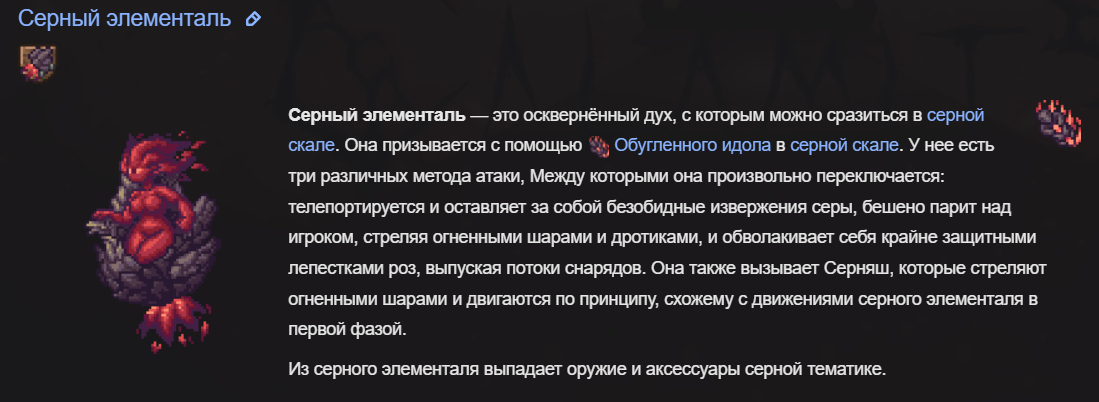 Серный элементаль
Серный элементаль — это осквернённый дух, с которым можно сразиться в серной
скале. Она призывается с помощью Обугленного идола в серной скале. У нее есть
три различных метода атаки, Между которыми она произвольно переключается:
телепортируется и оставляет за собой безобидные извержения серы, бешено парит над
игроком, стреляя огненными шарами и дротиками, и обволакивает себя крайне защитными
лепестками роз, выпуская потоки снарядов. Она также вызывает Серняш, которые стреляют
огненными шарами и двигаются по принципу, схожему с движениями серного элементаля в
первой фазой.
Из серного элементаля выпадает оружие и аксессуары серной тематике.